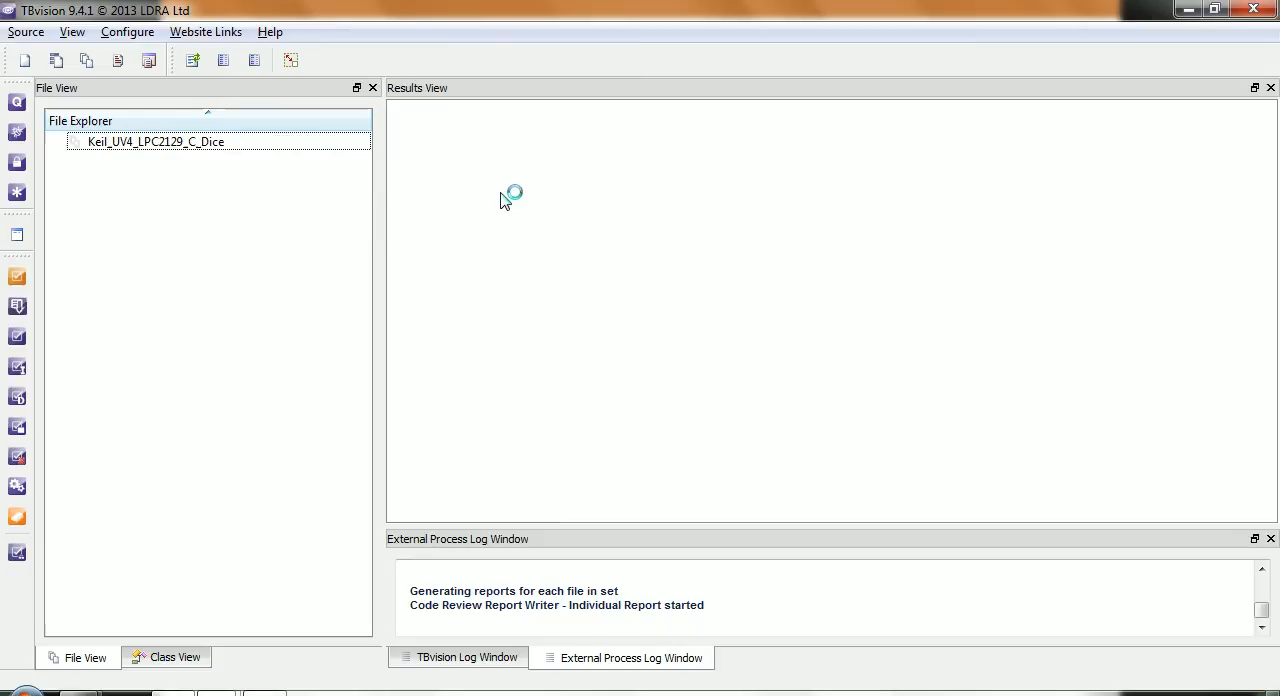 TBvision 9.4.1 © 2013 LDRA Ltd
Source View Configure Website Links Help
File View
Results View
File Explorer
Keil_UV4_LPC2129_C_Dice
External Process Log Window
Generating reports for each file in set
Code Review Report Writer - Individual Report started
File View Class View TBvision Log Window External Process Log Window